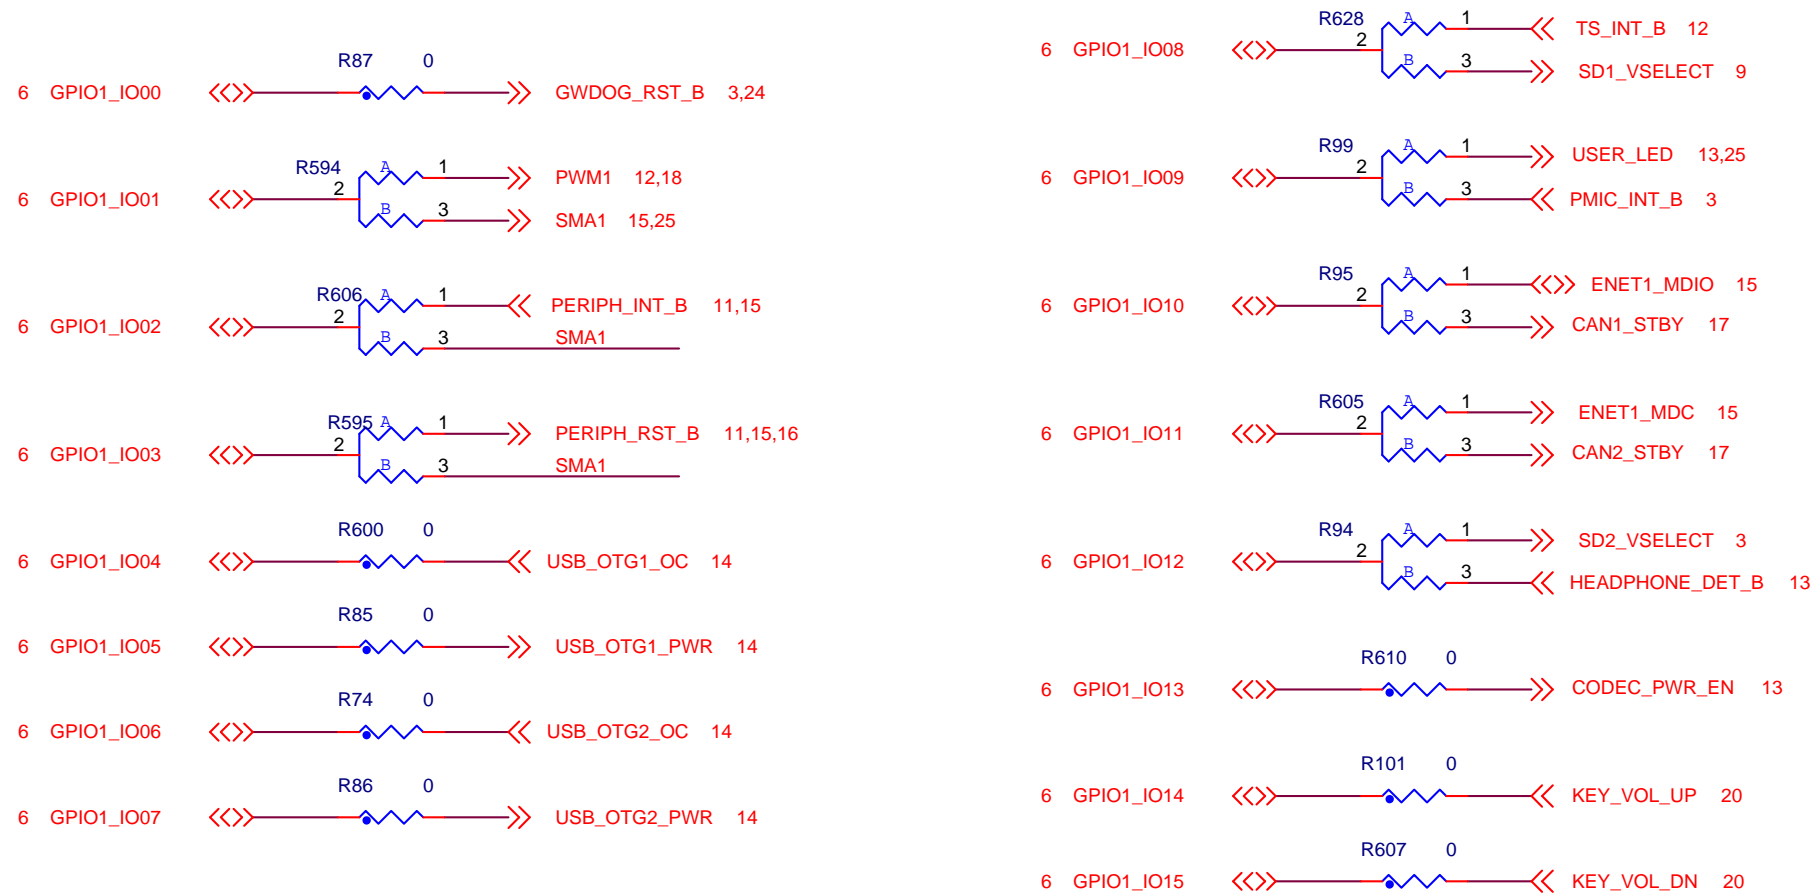 R87 0
6 GPIO1_IO00 GWDOG_RST_B 3,24
R594 A 1 PWM1 12,18
6 GPIO1_IO01 2
B 3 SMA1 15,25
R606 A 1 PERIPH_INT_B 11,15
6 GPIO1_IO02 2
B 3 SMA1
R595 A 1 PERIPH_RST_B 11,15,16
6 GPIO1_IO03 2
B 3 SMA1
R600 0
6 GPIO1_IO04 USB_OTG1_OC 14
R85 0
6 GPIO1_IO05 USB_OTG1_PWR 14
R74 0
6 GPIO1_IO06 USB_OTG2_OC 14
R86 0
6 GPIO1_IO07 USB_OTG2_PWR 14
R628 A 1 TS_INT_B 12
6 GPIO1_IO08 2
B 3 SD1_VSELECT 9
R99 A 1 USER_LED 13,25
6 GPIO1_IO09 2
B 3 PMIC_INT_B 3
R95 A 1 ENET1_MDIO 15
6 GPIO1_IO10 2
B 3 CAN1_STBY 17
R605 A 1 ENET1_MDC 15
6 GPIO1_IO11 2
B 3 CAN2_STBY 17
R94 A 1 SD2_VSELECT 3
6 GPIO1_IO12 2
B 3 HEADPHONE_DET_B 13
R610 0
6 GPIO1_IO13 CODEC_PWR_EN 13
R101 0
6 GPIO1_IO14 KEY_VOL_UP 20
R607 0
6 GPIO1_IO15 KEY_VOL_DN 20